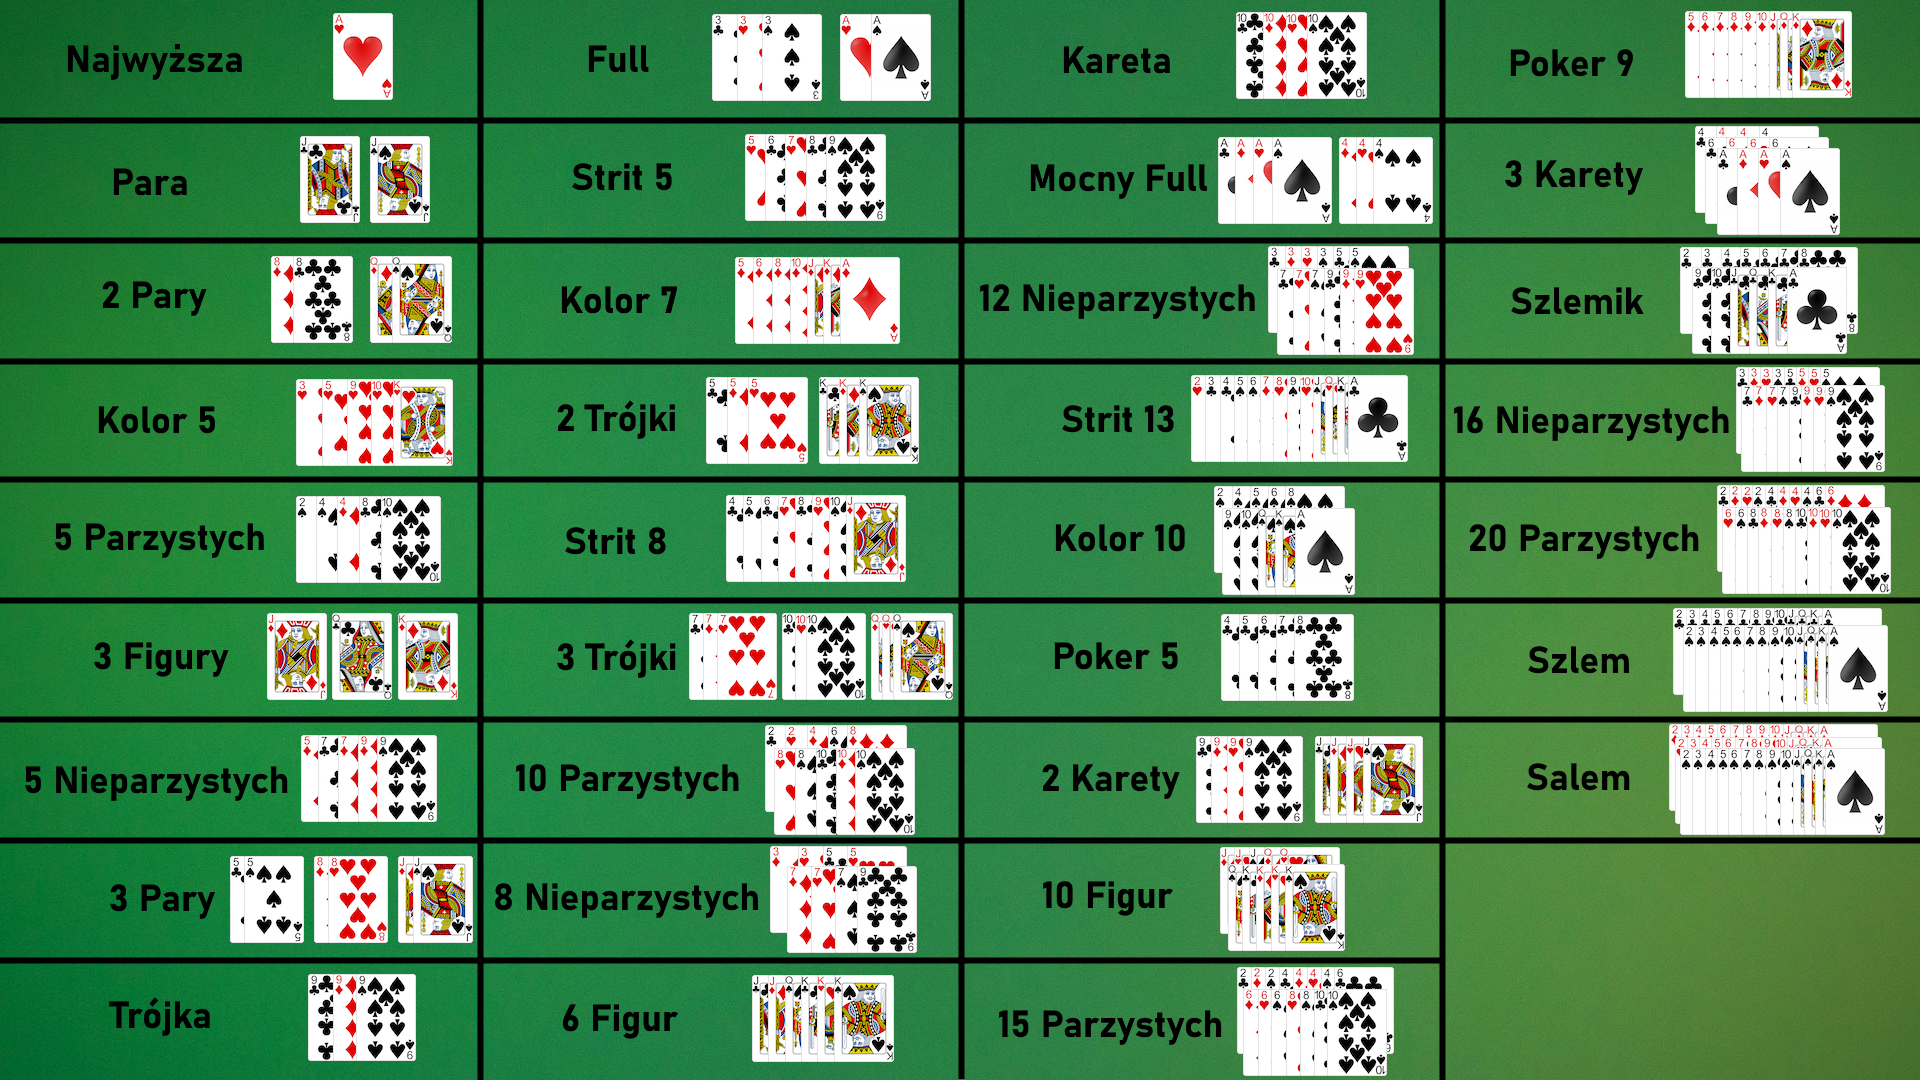 Najwyższa
Para
2 Pary
Kolor 5
5 Parzystych
3 Figury
5 Nieparzystych
3 Pary
Trójka
Full
Strit 5
Kolor 7
2 Trójki
Strit 8
3 Trójki
10 Parzystych
8 Nieparzystych
6 Figur
Kareta
Mocny Full
12 Nieparzystych
Strit 13
Kolor 10
Poker 5
2 Karety
10 Figur
15 Parzystych
Poker 9
3 Karety
Szlemik
16 Nieparzystych
20 Parzystych
Szlem
Salem